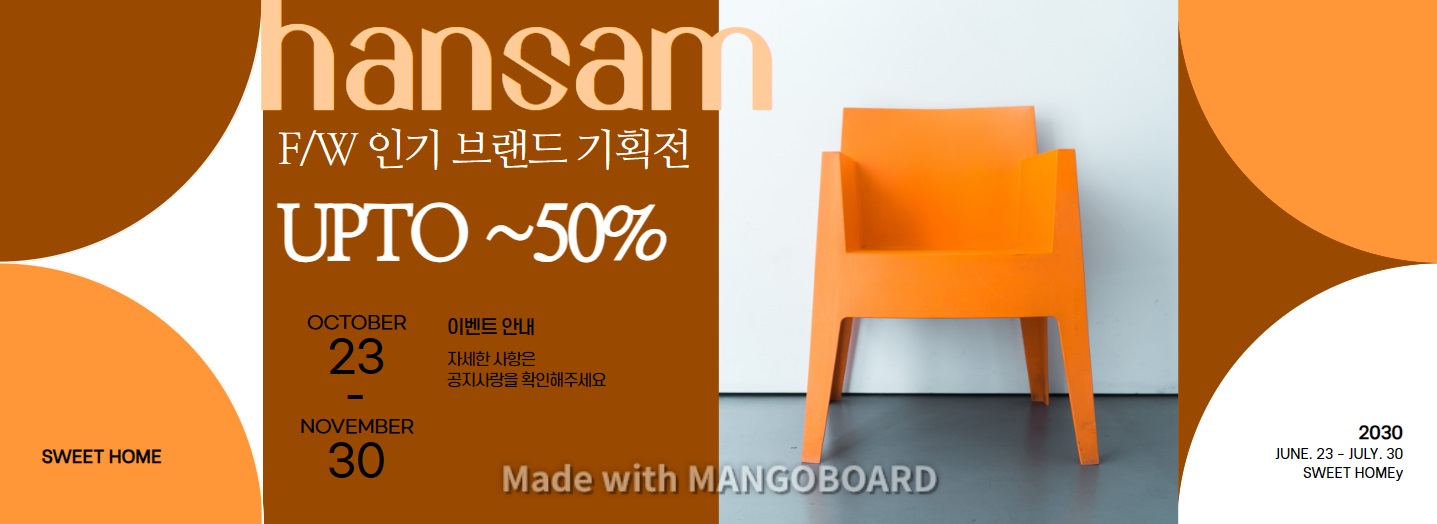 hansam
F/W 인기 브랜드 기획전
UPTO ~50%
OCTOBER
23
-
NOVEMBER
30
이벤트 안내
자세한 사항은
공지사랑을 확인해주세요
SWEET HOME
2030
JUNE. 23 - JULY. 30
SWEET HOMEy
Made with MANGOBOARD